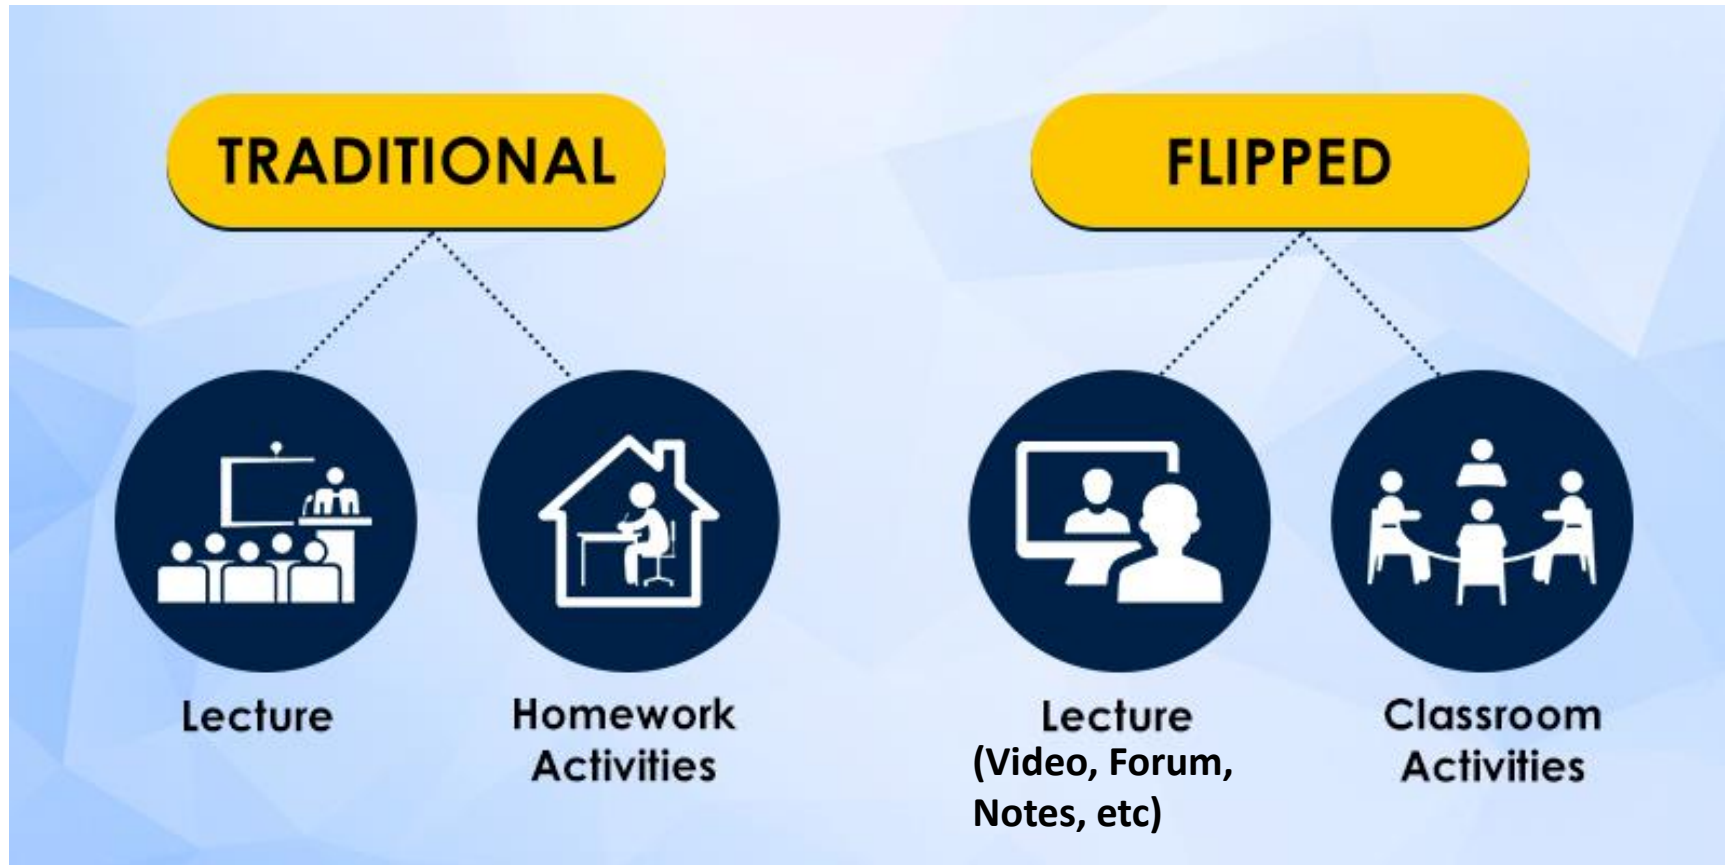 TRADITIONAL
Lecture
Homework
Activities
FLIPPED
Lecture
(Video, Forum,
Notes, etc)
Classroom
Activities